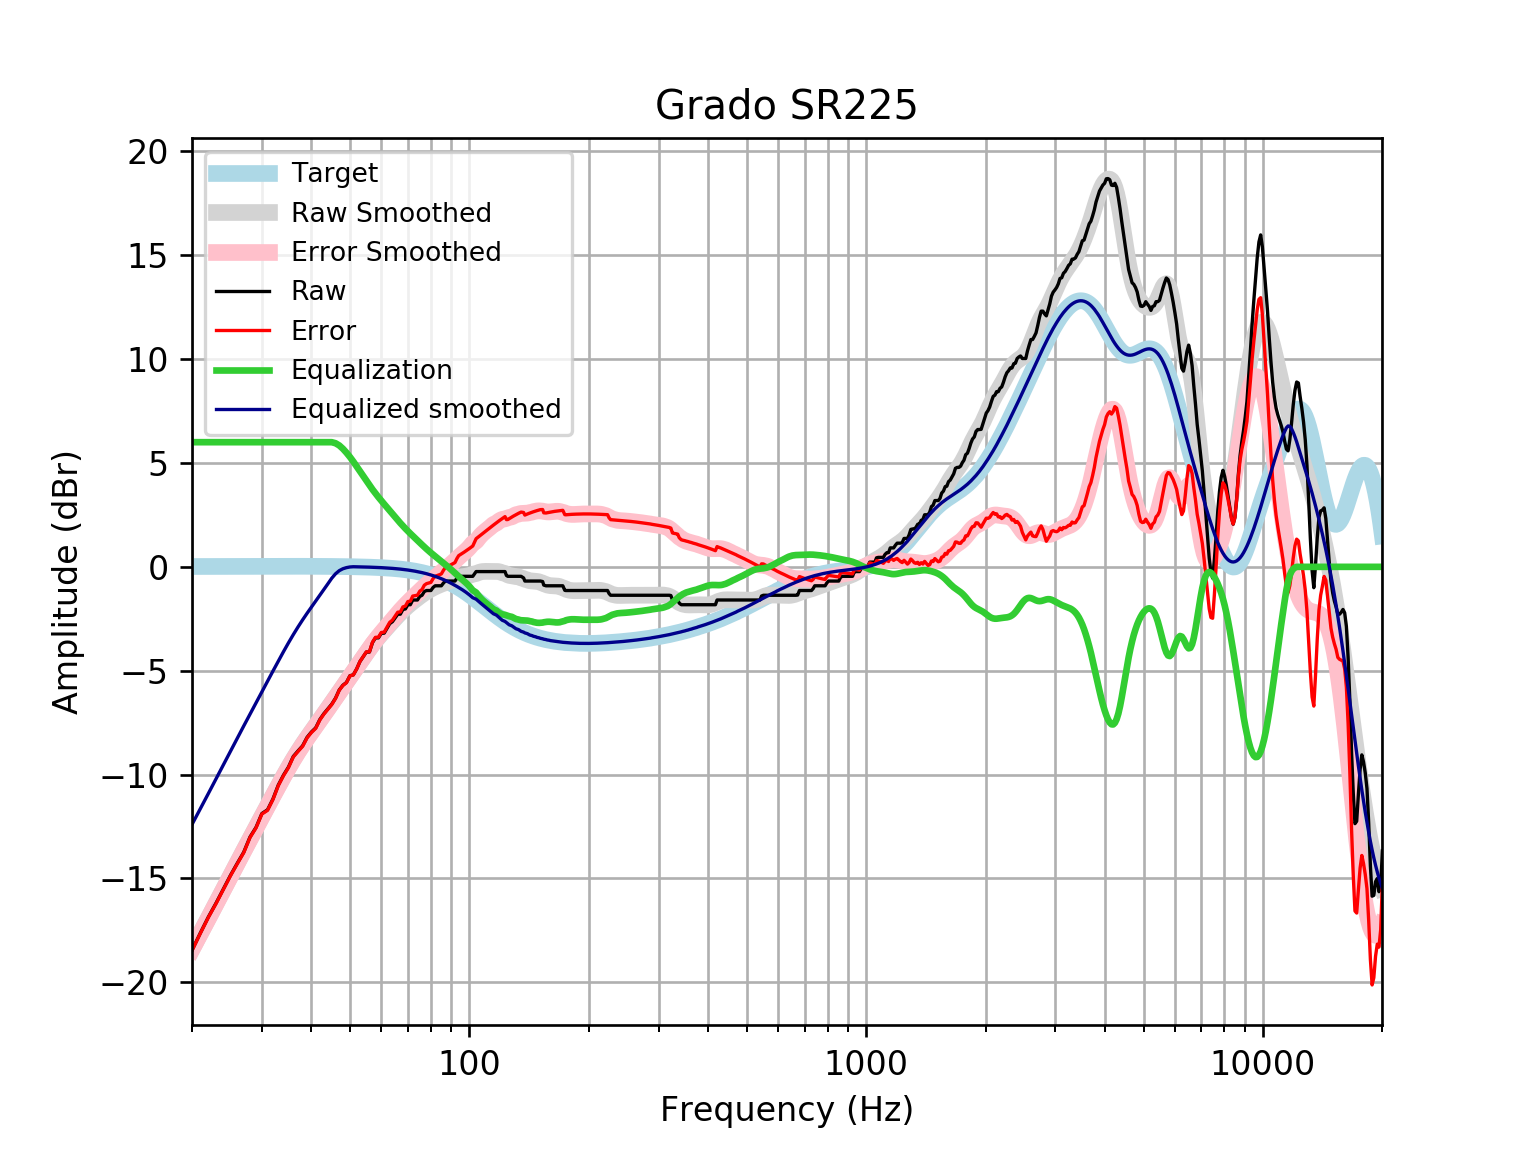 Grado SR225
20
15
10
5
0
−5
−10
−15
−20
Amplitude (dBr)
Target
Raw Smoothed
Error Smoothed
Raw
Error
Equalization
Equalized smoothed
100
1000
10000
Frequency (Hz)